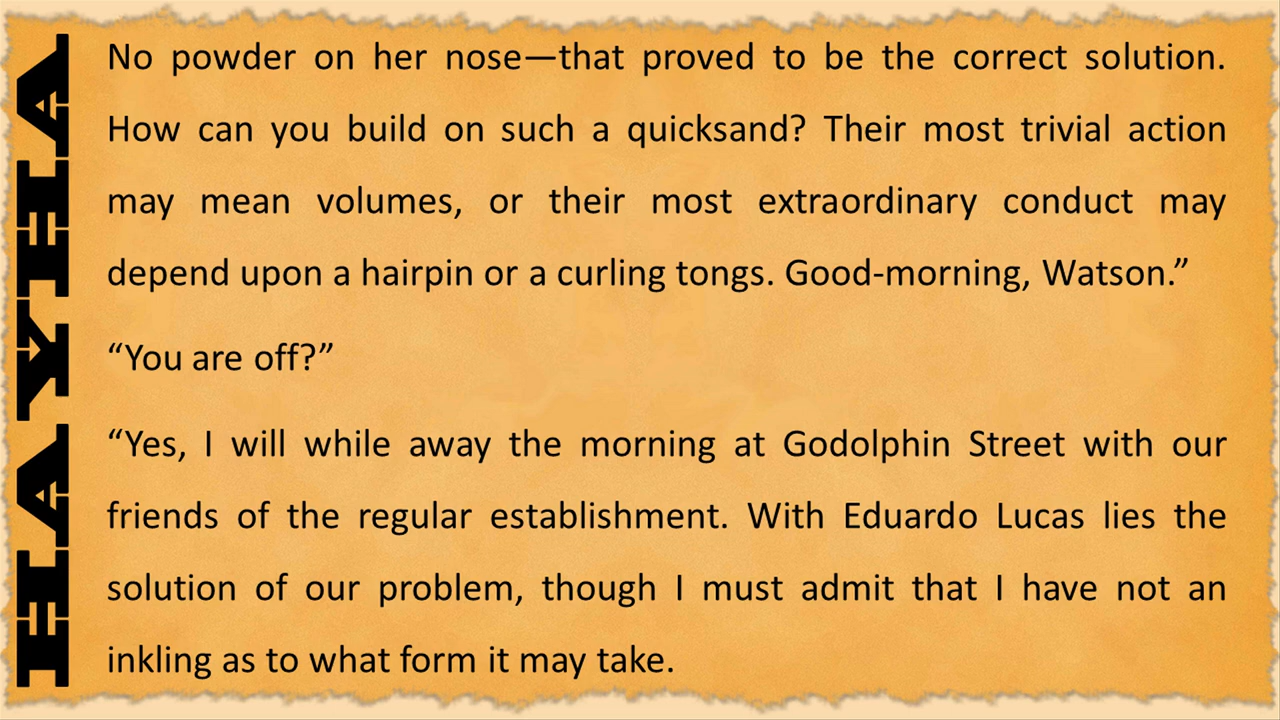 HAYHA
No powder on her nose—that proved to be the correct solution.
How can you build on such a quicksand? Their most trivial action
may mean volumes, or their most extraordinary conduct may
depend upon a hairpin or a curling tongs. Good-morning, Watson.”
“You are off?”
“Yes, I will while away the morning at Godolphin Street with our
friends of the regular establishment. With Eduardo Lucas lies the
solution of our problem, though I must admit that I have not an
inkling as to what form it may take.